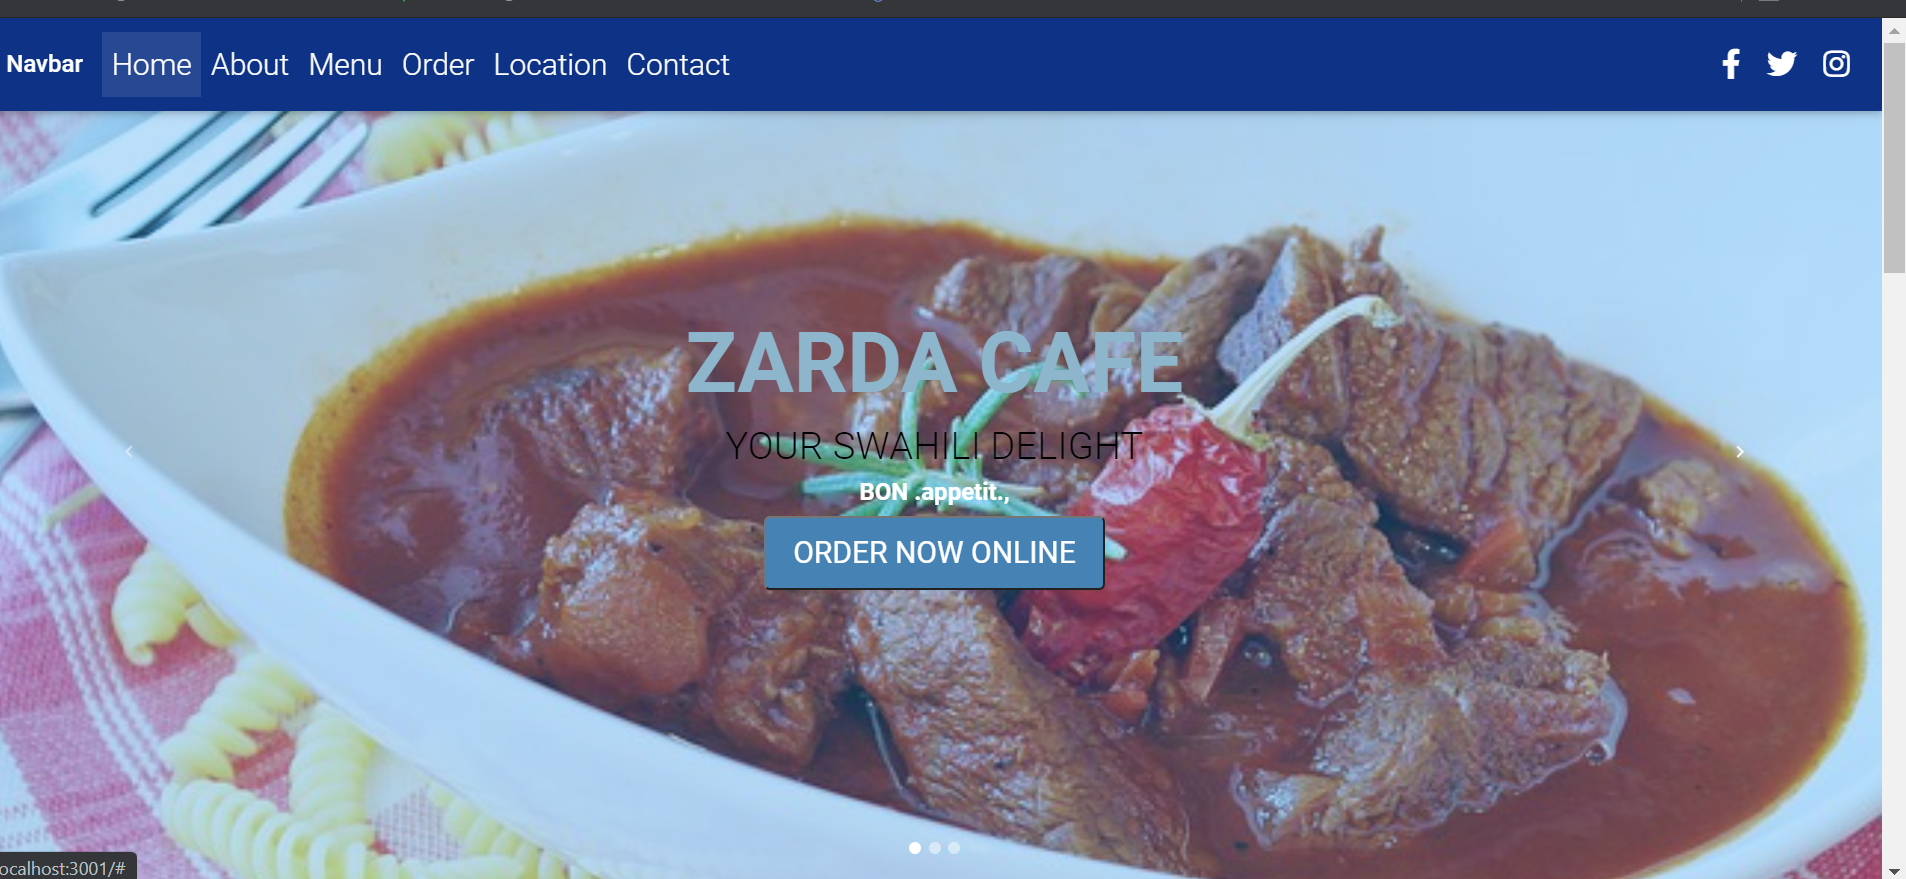 Navbar Home About Menu Order Location Contact
ZARDA CAFE
YOUR SWAHILI DELIGHT
BON .appetit.,
ORDER NOW ONLINE
ocalhost:3001/#